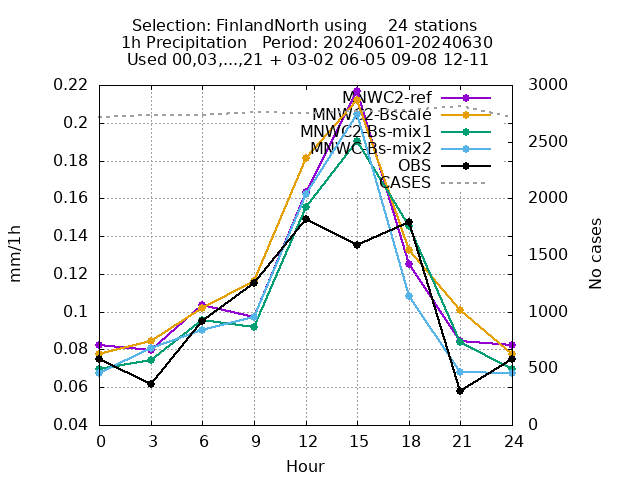 Selection: FinlandNorth using    24 stations
1h Precipitation   Period: 20240601-20240630
Used 00,03,...,21 + 03-02 06-05 09-08 12-11
0.22
0.2
0.18
0.16
0.14
0.12
0.1
0.08
0.06
0.04
3000
2500
2000
1500
1000
500
0
MNWC2-ref
MNWC2-Bscale
MNWC2-Bs-mix1
MNWC-Bs-mix2
OBS
CASES
mm/1h
No cases
0 3 6 9 12 15 18 21 24
Hour